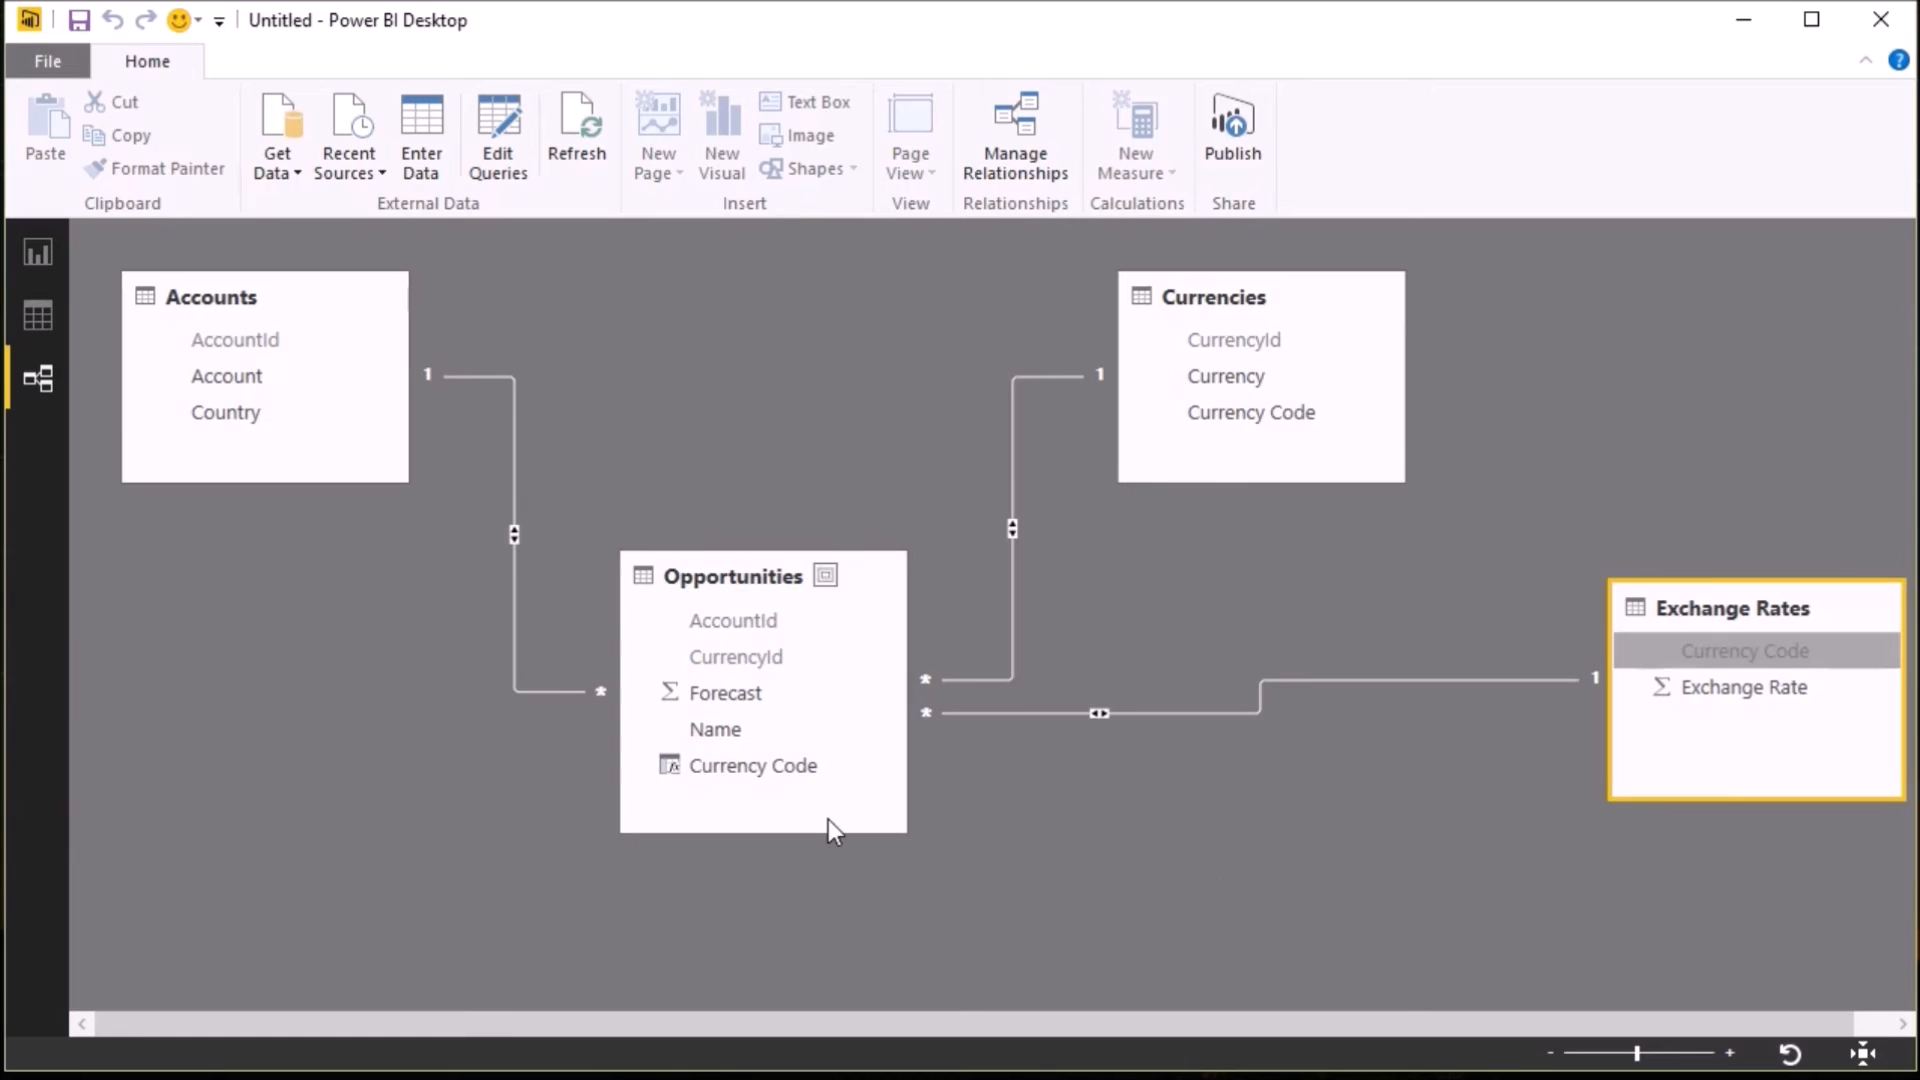 Untitled - Power BI Desktop
File
Home
?
Paste
Cut
Copy
Format Painter
Clipboard
Get Data
Recent Sources
Enter Data
Edit Queries
Refresh
External Data
New Page
New Visual
Text Box
Image
Shapes
Insert
Page View
View
Manage Relationships
Relationships
New Measure
Calculations
Publish
Share
Accounts
AccountId
Account
Country
1
1
Currencies
CurrencyId
Currency
Currency Code
Opportunities
AccountId
CurrencyId
Σ Forecast
Name
fx Currency Code
*
*
*
1
Exchange Rates
Currency Code
Σ Exchange Rate
- +